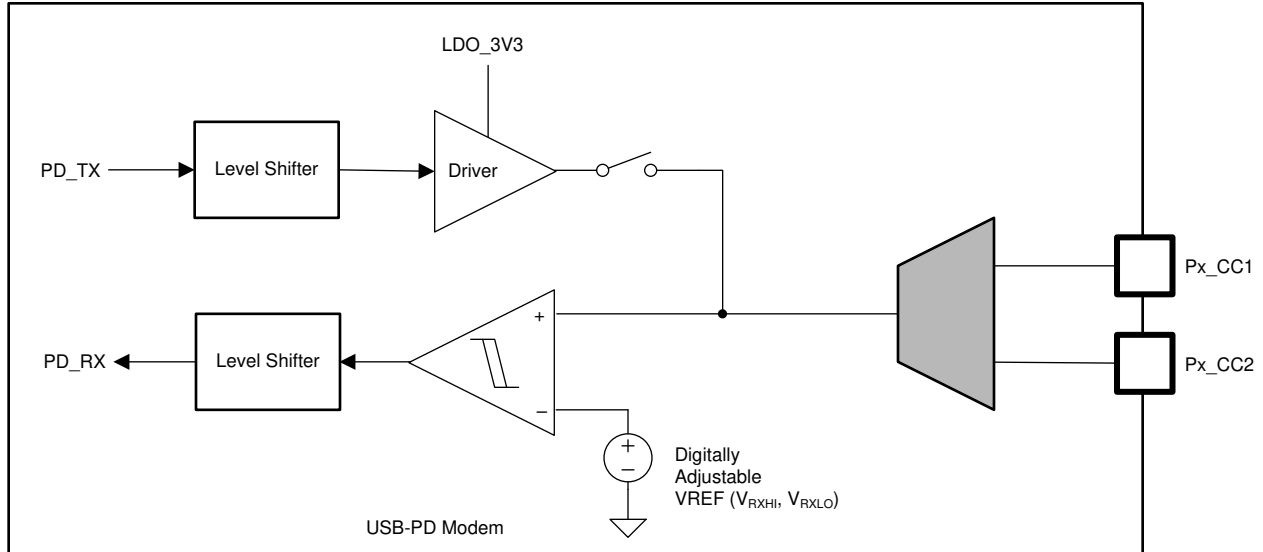 LDO_3V3
PD_TX
Level Shifter
Driver
Px_CC1
+
PD_RX
Level Shifter
Px_CC2
−
+
−
Digitally
Adjustable
VREF (VRXHI, VRXLO)
USB-PD Modem